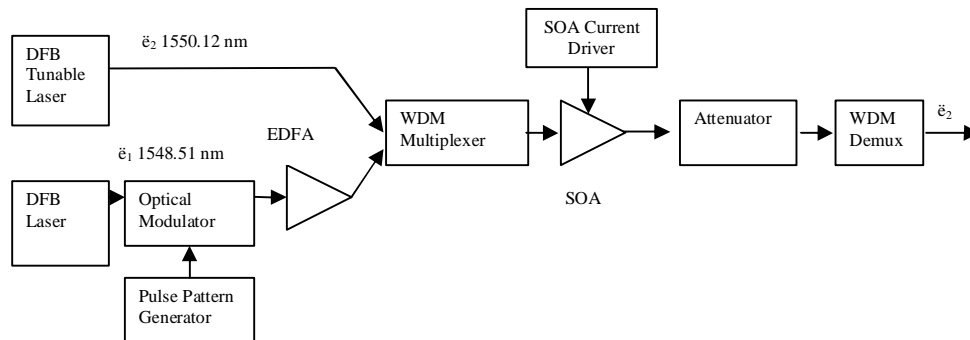 SOA Current
Driver
DFB
Tunable
Laser
ë₂ 1550.12 nm
EDFA
WDM
Multiplexer
Attenuator
WDM
Demux
ë₂
ë₁ 1548.51 nm
SOA
DFB
Laser
Optical
Modulator
Pulse Pattern
Generator